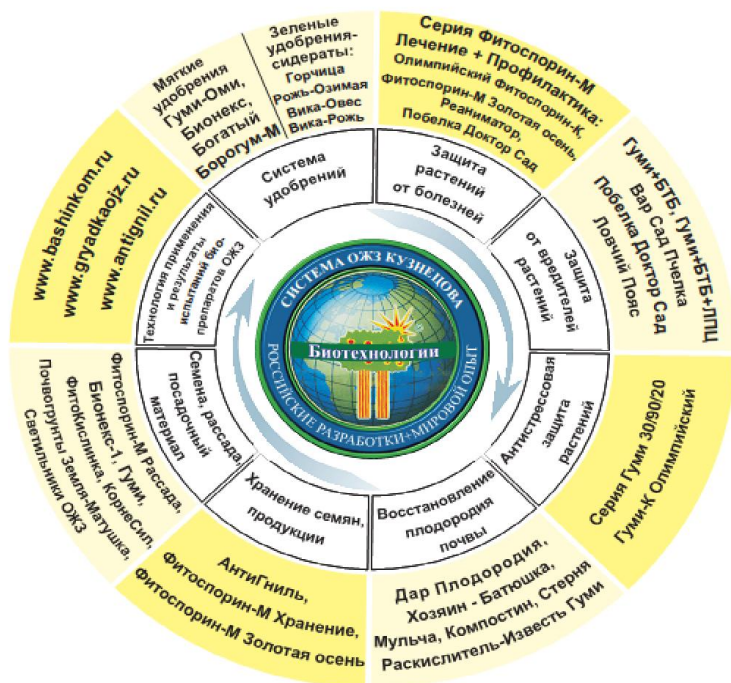 СИСТЕМА ОЖЗ КУЗНЕЦОВА
Биотехнологии
РОССИЙСКИЕ РАЗРАБОТКИ+МИРОВОЙ ОПЫТ
Система
удобрений
Мягкие
удобрения
Гуми-Оми,
Бионекс,
Богатый
Борогум-М
Зеленые
удобрения-
сидераты:
Горчица
Рожь-Озимая
Вика-Овес
Вика-Рожь
Защита
растений
от болезней
Серия Фитоспорин-М
Лечение + Профилактика:
Олимпийский Фитоспорин-К,
Фитоспорин-М Золотая осень,
Реаниматор,
Побелка Доктор Сад
Защита
от вредителей
растений
Гуми+БТБ, Гуми+БТБ+ЛПЦ
Вар Сад Пчелка
Побелка Доктор Сад
Ловчий Пояс
Антистрессовая
защита
растений
Серия Гуми 30/90/20
Гуми-К Олимпийский
Восстановление
плодородия
почвы
Дар Плодородия,
Хозяин - Батюшка,
Мульча, Компостин, Стерня
Раскислитель-Известь Гуми
Хранение семян,
продукции
АнтиГниль,
Фитоспорин-М Хранение,
Фитоспорин-М Золотая осень
Семена, рассада,
посадочный
материал
Фитоспорин-М Рассада,
Бионекс-1, Гуми,
ФитоКислинка, КорнеСил,
Почвогрунты Земля-Матушка,
Светильники ОЖЗ
Технология применения
и результаты
испытаний био-
препаратов ОЖЗ
www.bashinkom.ru
www.gryadkaojz.ru
www.antignil.ru